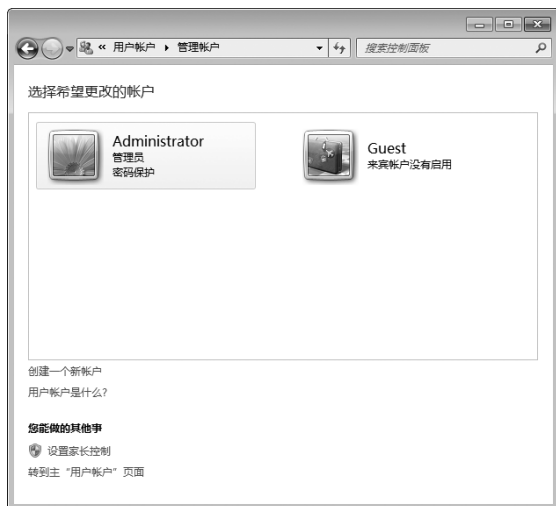 « 用户帐户 ▸ 管理帐户
搜索控制面板
选择希望更改的帐户
Administrator
管理员
密码保护
Guest
来宾帐户没有启用
创建一个新帐户
用户帐户是什么?
您能做的其他事
设置家长控制
转到主“用户帐户”页面